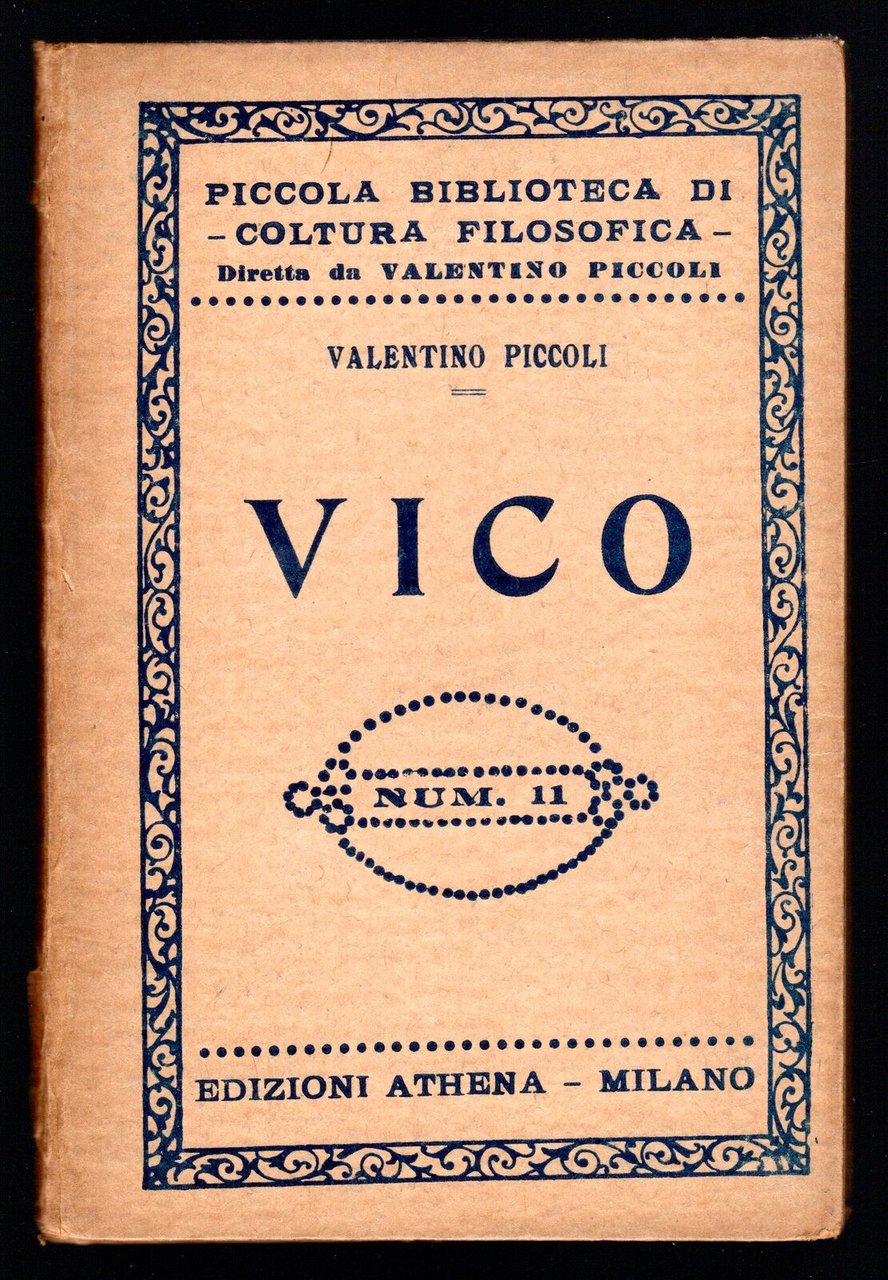 PICCOLA BIBLIOTECA DI
- COLTURA FILOSOFICA -
Diretta da VALENTINO PICCOLI
VALENTINO PICCOLI
VICO
NUM. 11
EDIZIONI ATHENA - MILANO